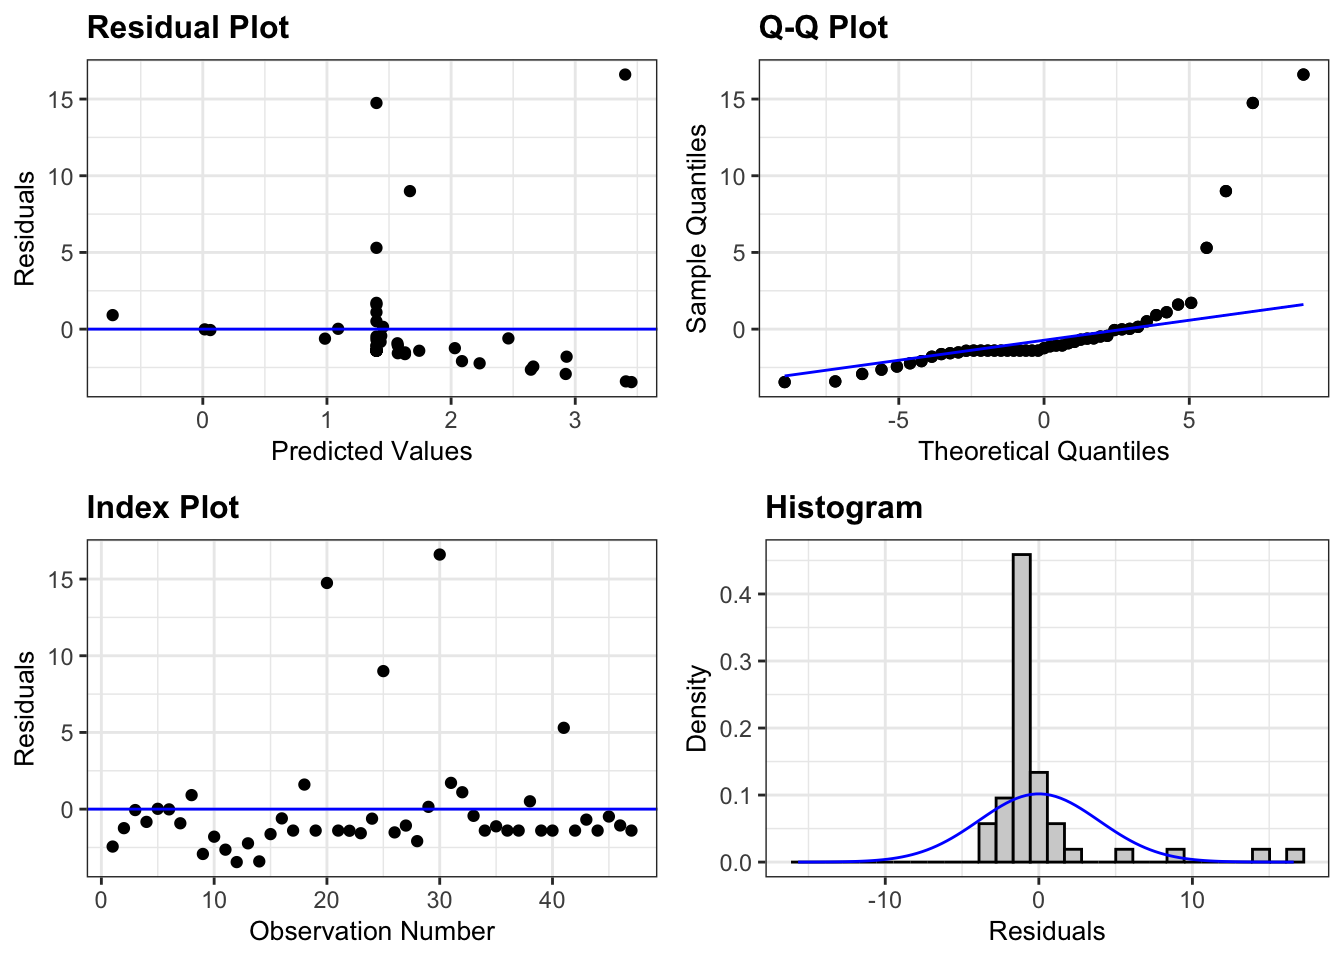 Residual Plot
15
10
5
0
Residuals
0
1
2
3
Predicted Values
Q-Q Plot
15
10
5
0
Sample Quantiles
-5
0
5
Theoretical Quantiles
Index Plot
15
10
5
0
Residuals
0
10
20
30
40
Observation Number
Histogram
0.4
0.3
0.2
0.1
0.0
Density
-10
0
10
Residuals